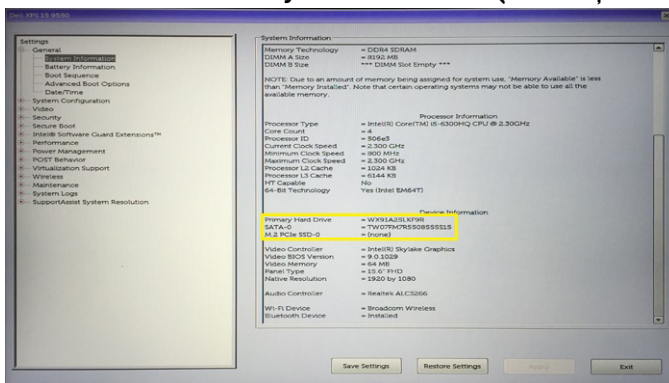 Dell XPS 15 9550
Settings
General
System Information
Battery Information
Boot Sequence
Advanced Boot Options
Date/Time
System Configuration
Video
Security
Secure Boot
Intel® Software Guard Extensions™
Performance
Power Management
POST Behavior
Virtualization Support
Wireless
Maintenance
System Logs
SupportAssist System Resolution
System Information
Memory Technology = DDR4 SDRAM
DIMM A Size = 8192 MB
DIMM B Size *** DIMM Slot Empty ***
NOTE: Due to an amount of memory being assigned for system use, "Memory Available" is less
than "Memory Installed". Note that certain operating systems may not be able to use all the
available memory.
Processor Information
Processor Type = Intel(R) Core(TM) i5-6300HQ CPU @ 2.30GHz
Core Count = 4
Processor ID = 506e3
Current Clock Speed = 2.300 GHz
Minimum Clock Speed = 800 MHz
Maximum Clock Speed = 2.300 GHz
Processor L2 Cache = 1024 KB
Processor L3 Cache = 6144 KB
HT Capable No
64-Bit Technology Yes (Intel EM64T)
Device Information
Primary Hard Drive = WX91A25LKF9R
SATA-0
M.2 PCIe SSD-0 = (none)
Video Controller = Intel(R) Skylake Graphics
Video BIOS Version = 9.0.1029
Video Memory = 64 MB
Panel Type = 15.6" FHD
Native Resolution = 1920 by 1080
Audio Controller = Realtek ALC3266
Wi-Fi Device = Broadcom Wireless
Bluetooth Device = Installed
Save Settings
Restore Settings
Apply
Exit